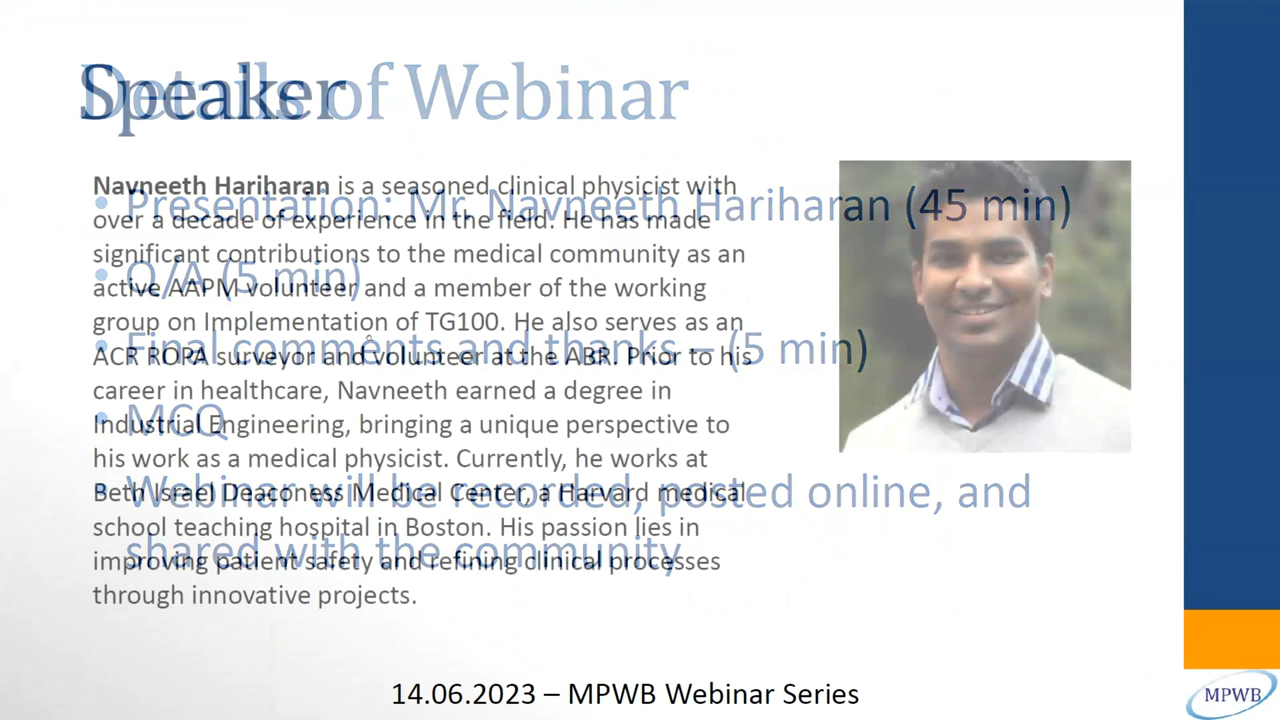 Speaker
Details of Webinar
Navneeth Hariharan is a seasoned clinical physicist with
over a decade of experience in the field. He has made
significant contributions to the medical community as an
active AAPM volunteer and a member of the working
group on Implementation of TG100. He also serves as an
ACR ROPA surveyor and volunteer at the ABR. Prior to his
career in healthcare, Navneeth earned a degree in
Industrial Engineering, bringing a unique perspective to
his work as a medical physicist. Currently, he works at
Beth Israel Deaconess Medical Center, a Harvard medical
school teaching hospital in Boston. His passion lies in
improving patient safety and refining clinical processes
through innovative projects.
• Presentation: Mr. Navneeth Hariharan (45 min)
• Q/A (5 min)
• Final comments and thanks – (5 min)
• MCQ
• Webinar will be recorded, posted online, and
shared with the community
14.06.2023 – MPWB Webinar Series
MPWB